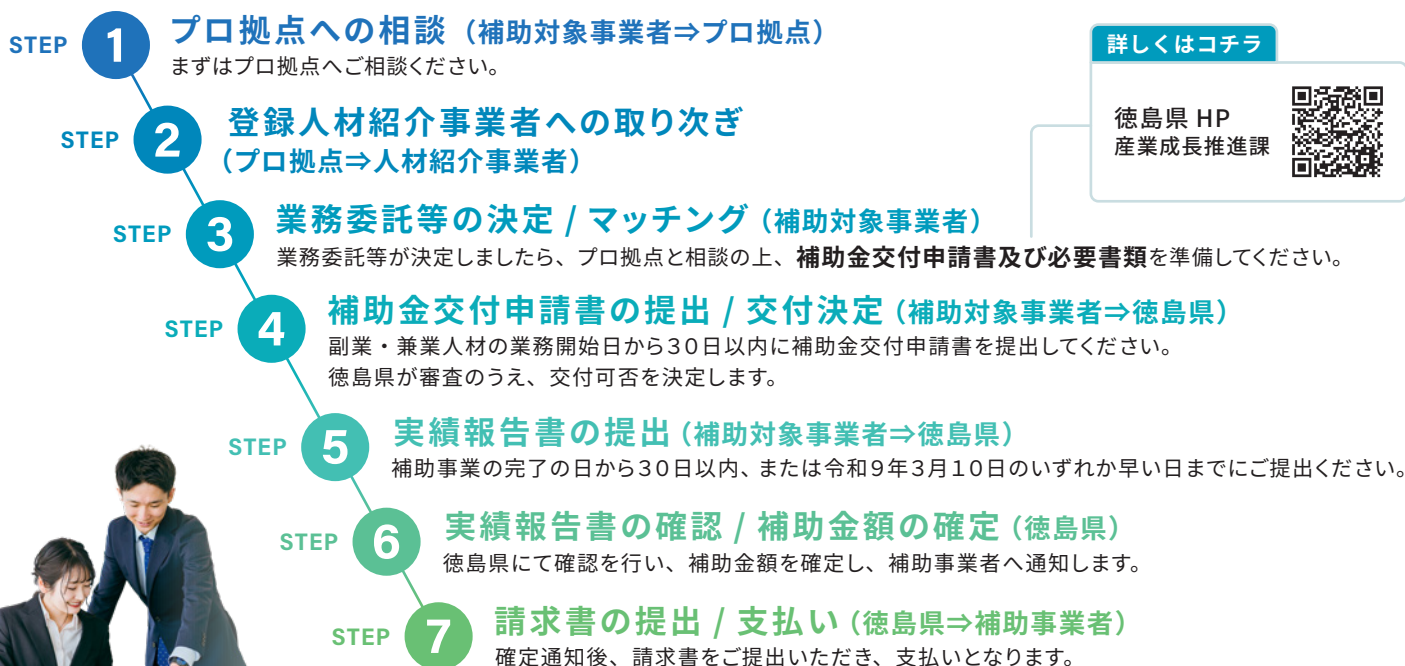 STEP 1 プロ拠点への相談（補助対象事業者⇒プロ拠点）
まずはプロ拠点へご相談ください。
詳しくはコチラ
徳島県 HP
産業成長推進課
STEP 2 登録人材紹介事業者への取り次ぎ
（プロ拠点⇒人材紹介事業者）
STEP 3 業務委託等の決定 / マッチング（補助対象事業者）
業務委託等が決定しましたら、プロ拠点と相談の上、補助金交付申請書及び必要書類を準備してください。
STEP 4 補助金交付申請書の提出 / 交付決定（補助対象事業者⇒徳島県）
副業・兼業人材の業務開始日から３０日以内に補助金交付申請書を提出してください。
徳島県が審査のうえ、交付可否を決定します。
STEP 5 実績報告書の提出（補助対象事業者⇒徳島県）
補助事業の完了の日から３０日以内、または令和９年３月１０日のいずれか早い日までにご提出ください。
STEP 6 実績報告書の確認 / 補助金額の確定（徳島県）
徳島県にて確認を行い、補助金額を確定し、補助事業者へ通知します。
STEP 7 請求書の提出 / 支払い（徳島県⇒補助事業者）
確定通知後、請求書をご提出いただき、支払いとなります。